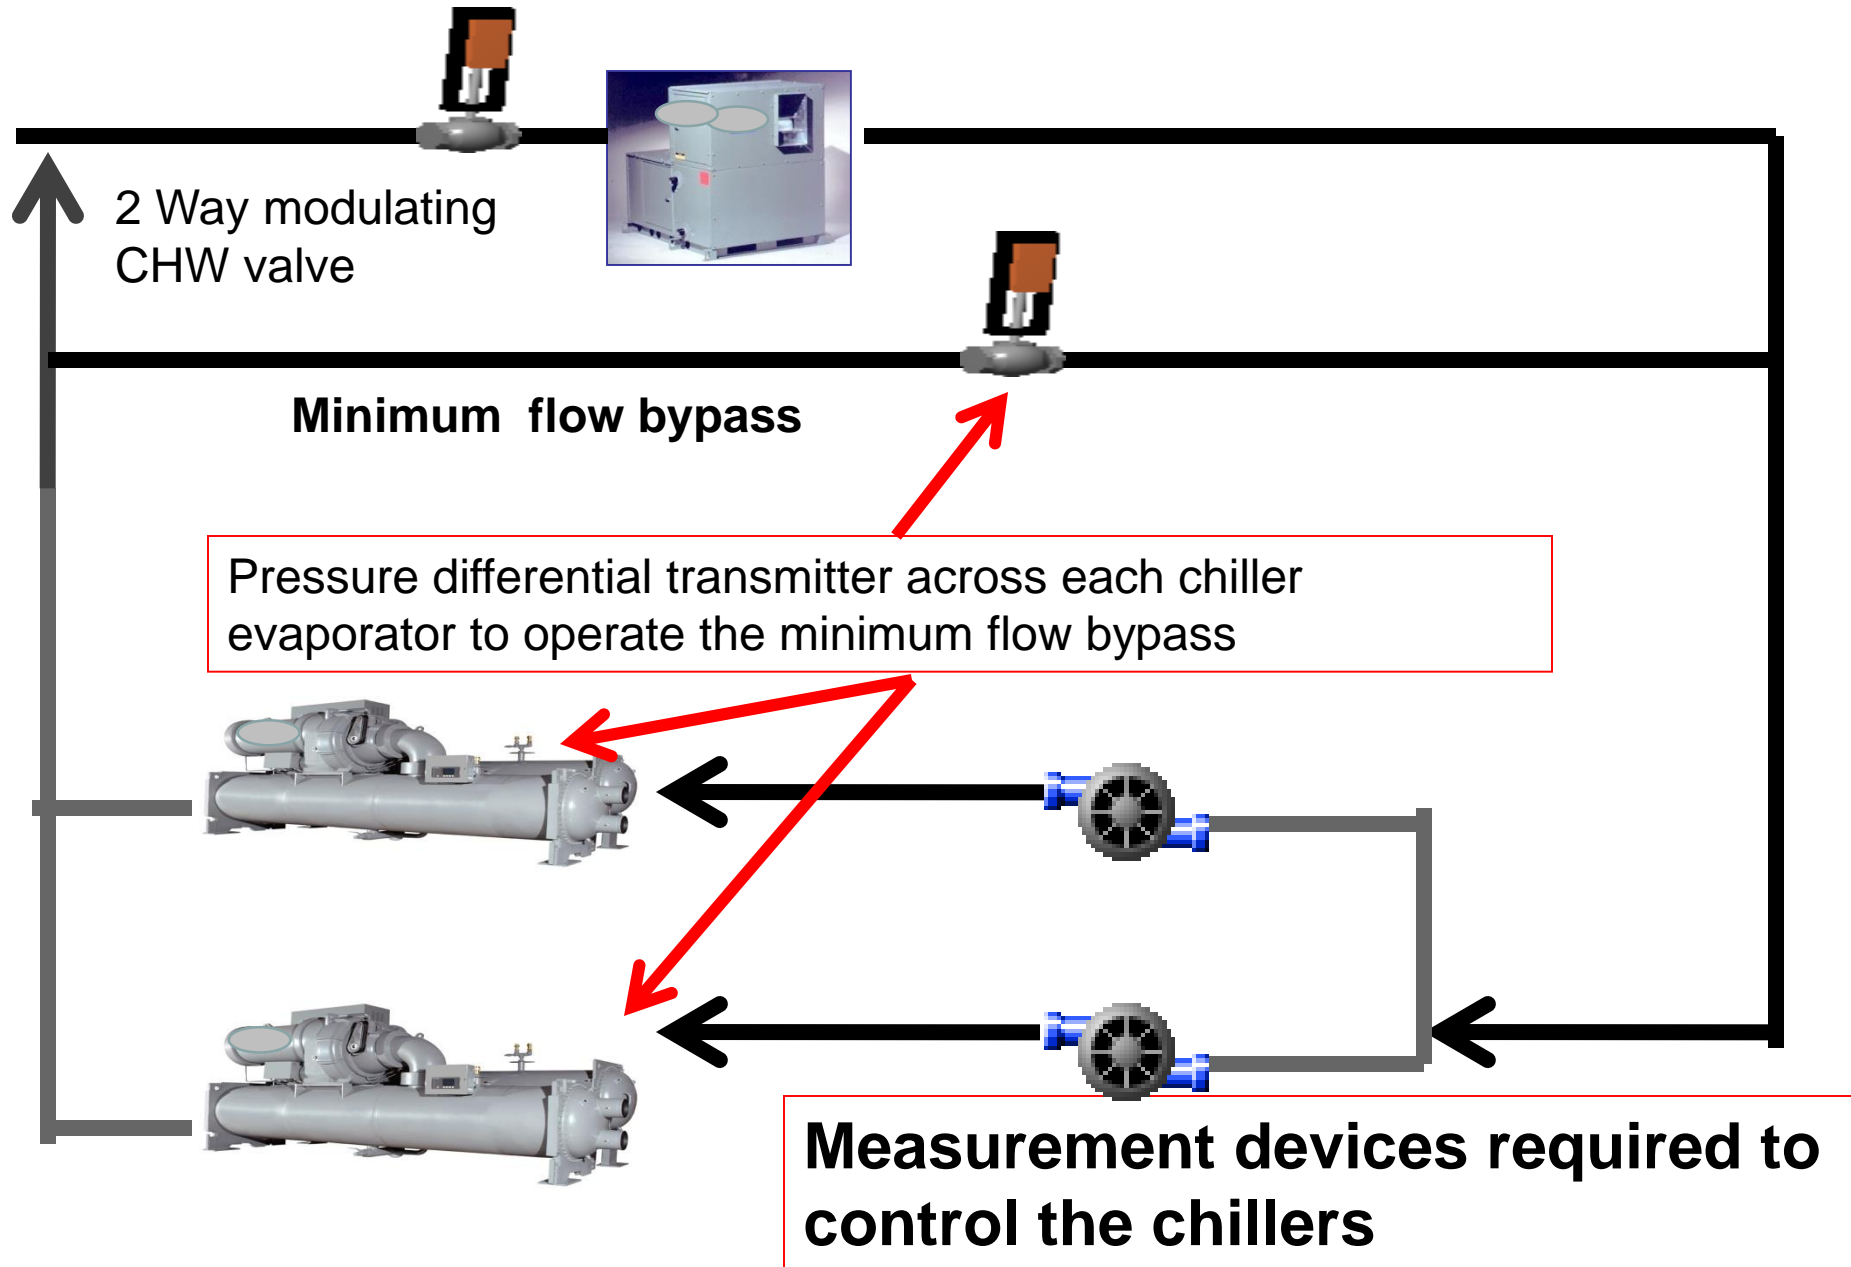 2 Way modulating
CHW valve
Minimum  flow bypass
Pressure differential transmitter across each chiller
evaporator to operate the minimum flow bypass
Measurement devices required to
control the chillers